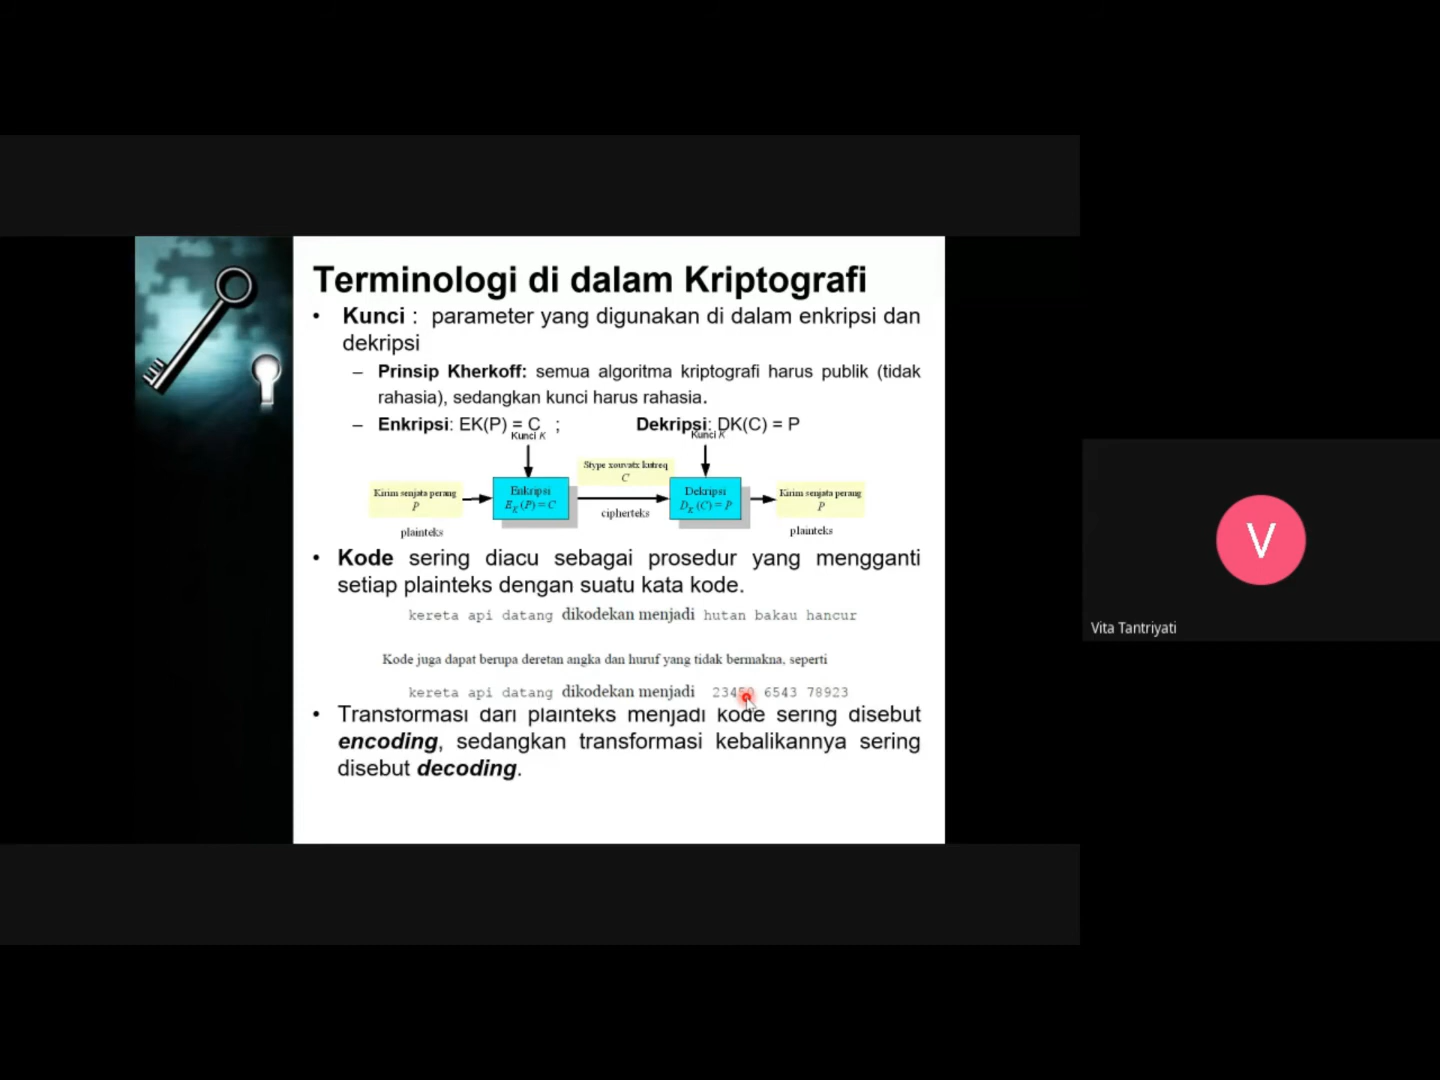 Terminologi di dalam Kriptografi
• Kunci : parameter yang digunakan di dalam enkripsi dan
dekripsi
– Prinsip Kherkoff: semua algoritma kriptografi harus publik (tidak
rahasia), sedangkan kunci harus rahasia.
– Enkripsi: EK(P) = C ; Dekripsi: DK(C) = P
Kunci K Kunci K
Kirim senjata perang
P
plainteks
Enkripsi
EK (P) = C
Stype xouvatx kutreq
C
cipherteks
Dekripsi
DK (C) = P
Kirim senjata perang
P
plainteks
• Kode sering diacu sebagai prosedur yang mengganti
setiap plainteks dengan suatu kata kode.
kereta api datang dikodekan menjadi hutan bakau hancur
Kode juga dapat berupa deretan angka dan huruf yang tidak bermakna, seperti
kereta api datang dikodekan menjadi 6543 78923
• Transformasi dari plainteks menjadi kode sering disebut
encoding, sedangkan transformasi kebalikannya sering
disebut decoding.
V
Vita Tantriyati